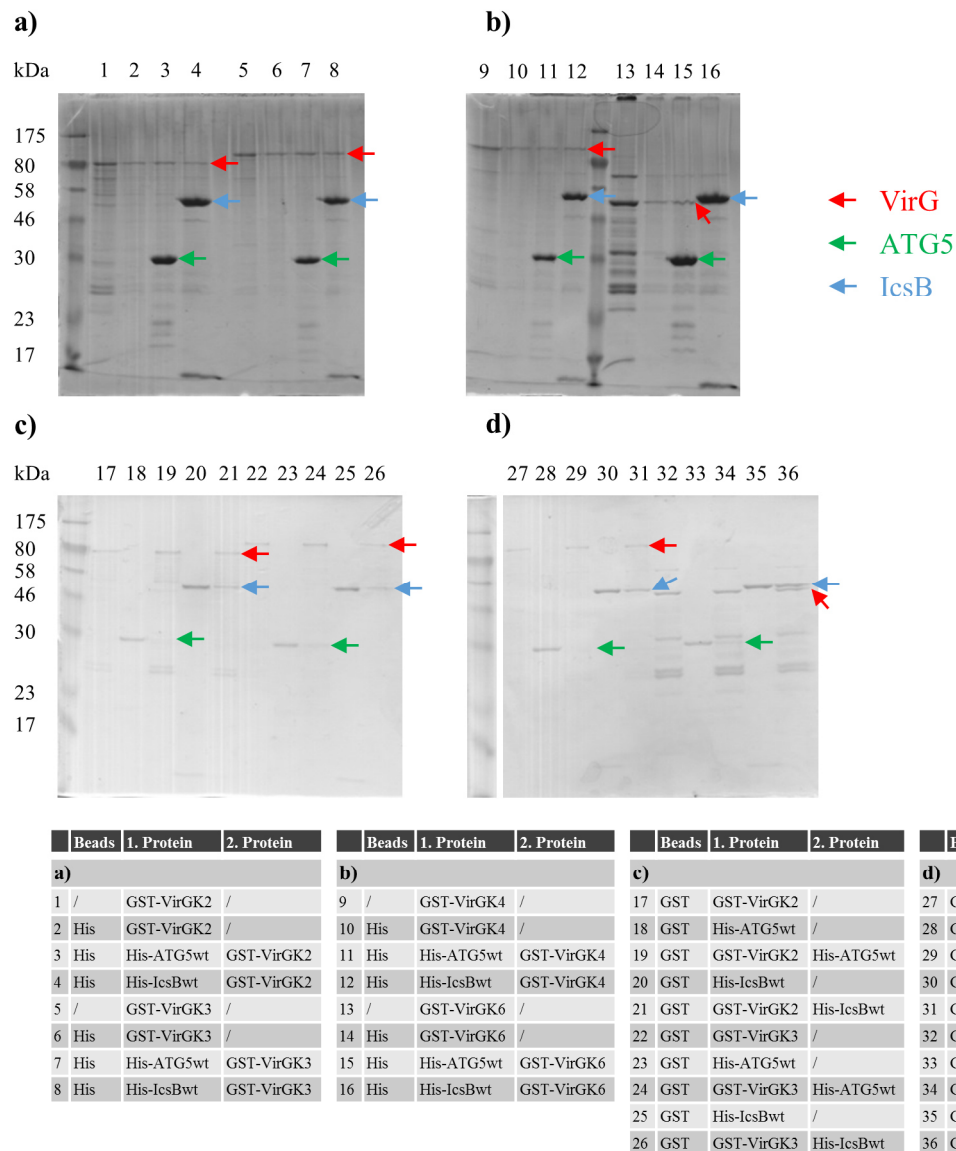 a)
b)
kDa 1 2 3 4 5 6 7 8
9 10 11 12 13 14 15 16
175
80
58
46
30
23
17
VirG
ATG5
IcsB
c)
d)
kDa 17 18 19 20 21 22 23 24 25 26
27 28 29 30 31 32 33 34 35 36
175
80
58
46
30
23
17
Beads 1. Protein 2. Protein
a)
1 / GST-VirGK2 /
2 His GST-VirGK2 /
3 His His-ATG5wt GST-VirGK2
4 His His-IcsBwt GST-VirGK2
5 / GST-VirGK3 /
6 His GST-VirGK3 /
7 His His-ATG5wt GST-VirGK3
8 His His-IcsBwt GST-VirGK3
Beads 1. Protein 2. Protein
b)
9 / GST-VirGK4 /
10 His GST-VirGK4 /
11 His His-ATG5wt GST-VirGK4
12 His His-IcsBwt GST-VirGK4
13 / GST-VirGK6 /
14 His GST-VirGK6 /
15 His His-ATG5wt GST-VirGK6
16 His His-IcsBwt GST-VirGK6
Beads 1. Protein 2. Protein
c)
17 GST GST-VirGK2 /
18 GST His-ATG5wt /
19 GST GST-VirGK2 His-ATG5wt
20 GST His-IcsBwt /
21 GST GST-VirGK2 His-IcsBwt
22 GST GST-VirGK3 /
23 GST His-ATG5wt /
24 GST GST-VirGK3 His-ATG5wt
25 GST His-IcsBwt /
26 GST GST-VirGK3 His-IcsBwt
d)
27
28
29
30
31
32
33
34
35
36